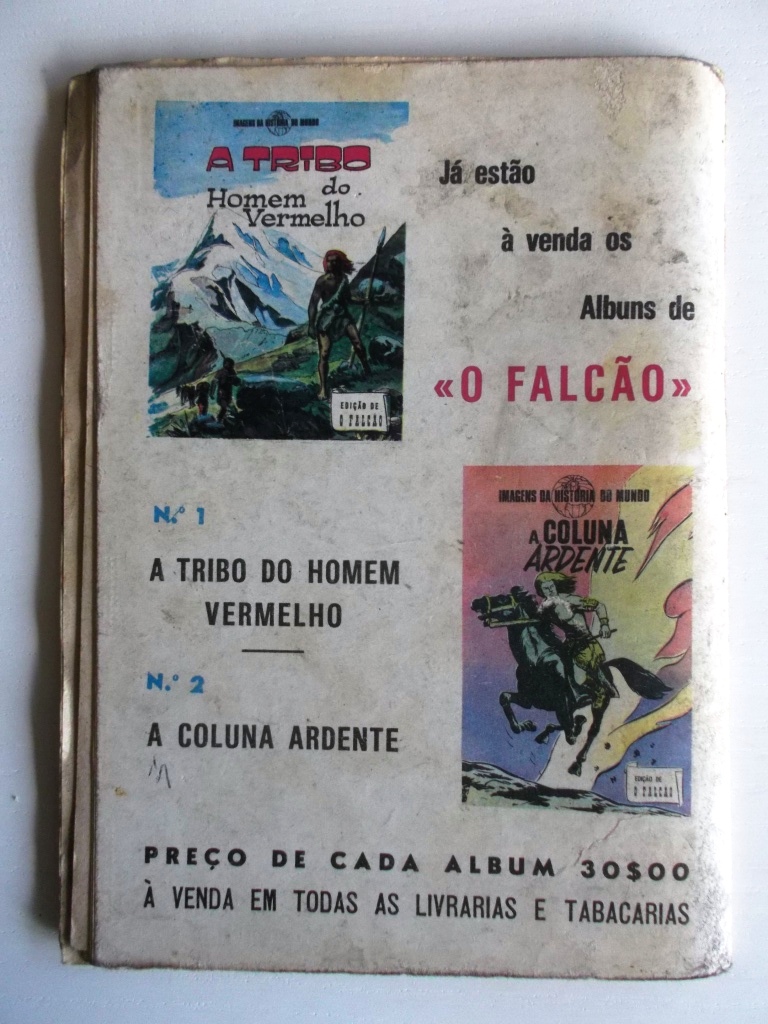 IMAGENS DA HISTÓRIA DO MUNDO
A TRIBO
do
Homem
Vermelho
EDIÇÃO DE
O FALCÃO
Já estão
à venda os
Albuns de
«O FALCÃO»
N.º 1
A TRIBO DO HOMEM
VERMELHO
N.º 2
A COLUNA ARDENTE
IMAGENS DA HISTÓRIA DO MUNDO
A COLUNA
ARDENTE
EDIÇÃO DE
O FALCÃO
PREÇO DE CADA ALBUM 30$00
À VENDA EM TODAS AS LIVRARIAS E TABACARIAS